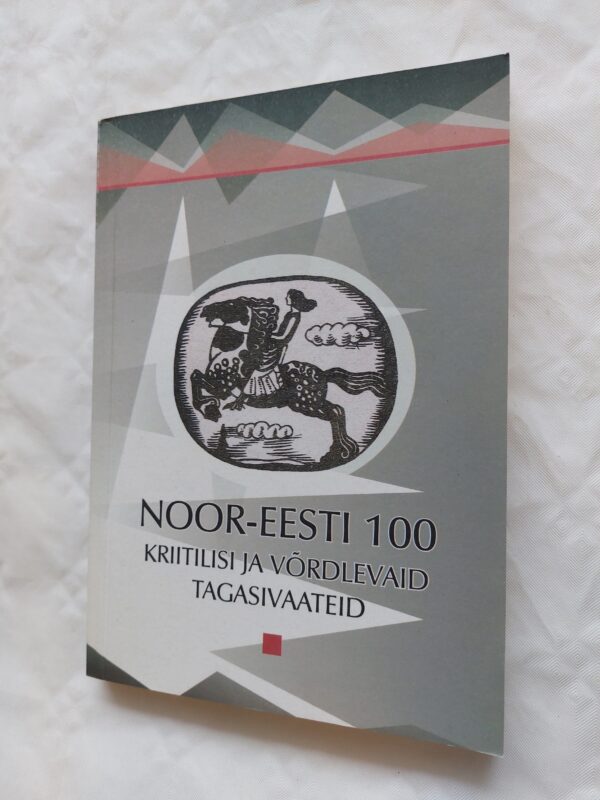 NOOR-EESTI 100
KRIITILISI JA VÕRDLEVAID
TAGASIVAATEID